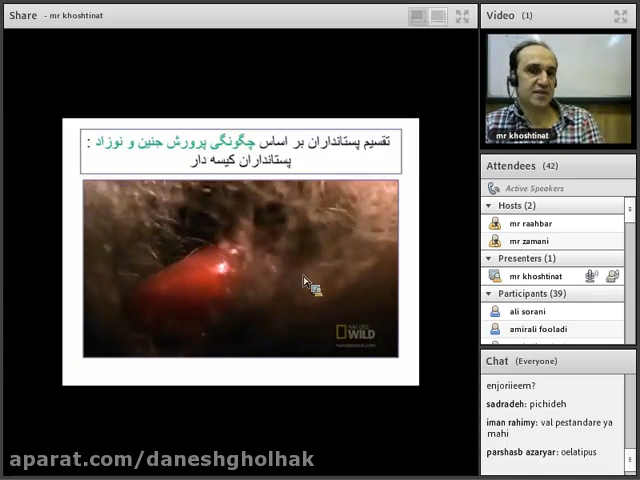 Share - mr khoshtinat
تقسیم پستانداران بر اساس چگونگی پرورش جنین و نوزاد :
پستانداران کیسه دار
NAT GEO
WILD
aparat.com/daneshgholhak
Video (1)
mr khoshtinat
Attendees (42)
Active Speakers
Hosts (2)
mr raahbar
mr zamani
Presenters (1)
mr khoshtinat
Participants (39)
ali sorani
amirali fooladi
Chat (Everyone)
enjoriieem?
sadradeh: pichideh
iman rahimy: val pestandare ya
mahi
parshasb azaryar: oelatipus